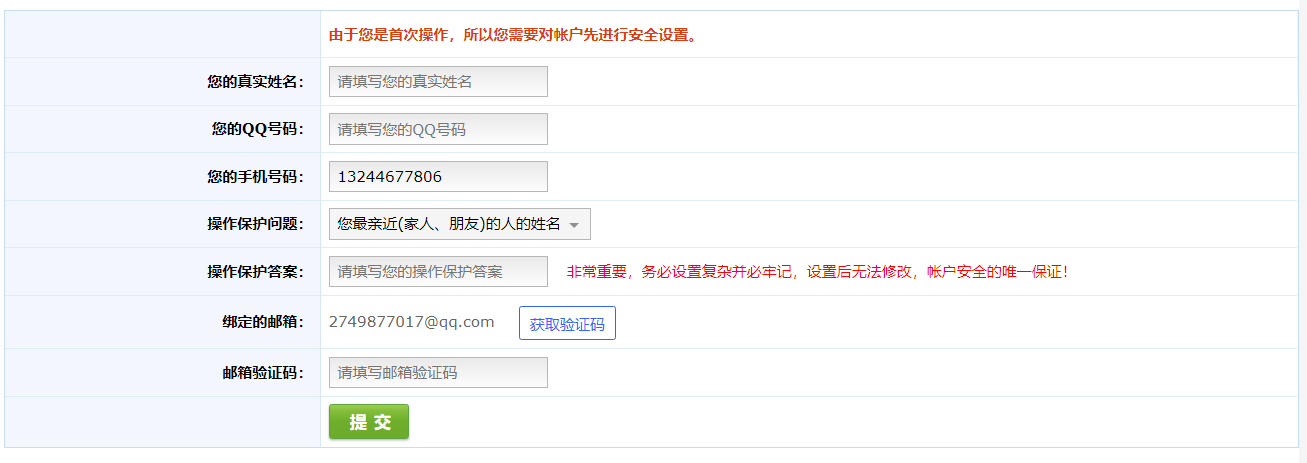 由于您是首次操作，所以您需要对帐户先进行安全设置。
您的真实姓名： 请填写您的真实姓名
您的QQ号码： 请填写您的QQ号码
您的手机号码： 13244677806
操作保护问题： 您最亲近(家人、朋友)的人的姓名
操作保护答案： 请填写您的操作保护答案 非常重要，务必设置复杂并必牢记，设置后无法修改，帐户安全的唯一保证！
绑定的邮箱： 2749877017@qq.com 获取验证码
邮箱验证码： 请填写邮箱验证码
提 交